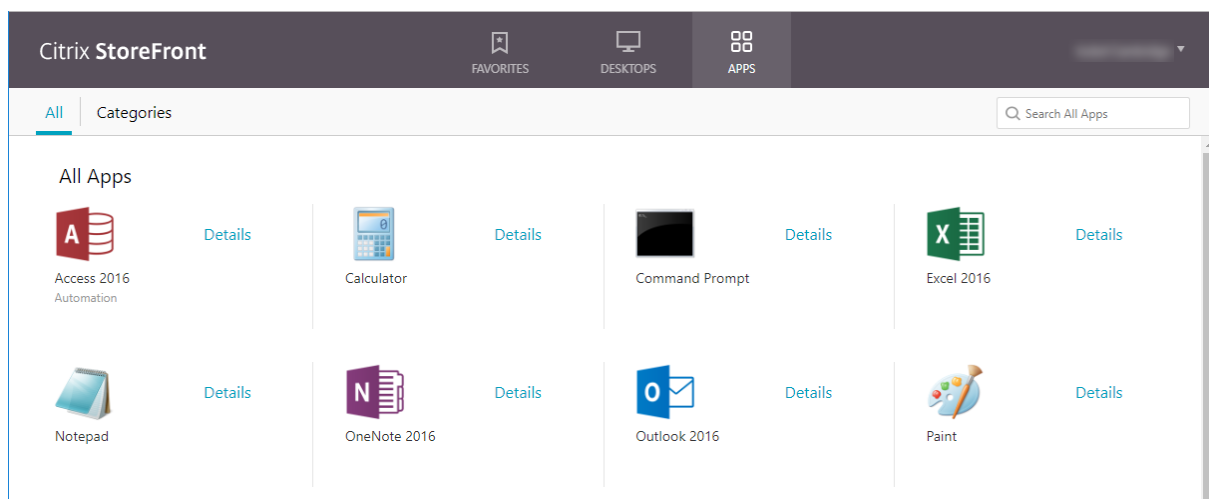 Citrix StoreFront
FAVORITES DESKTOPS APPS
All Categories Search All Apps
All Apps
Details Details Details Details
Access 2016 Calculator Command Prompt Excel 2016
Automation
Details Details Details Details
Notepad OneNote 2016 Outlook 2016 Paint